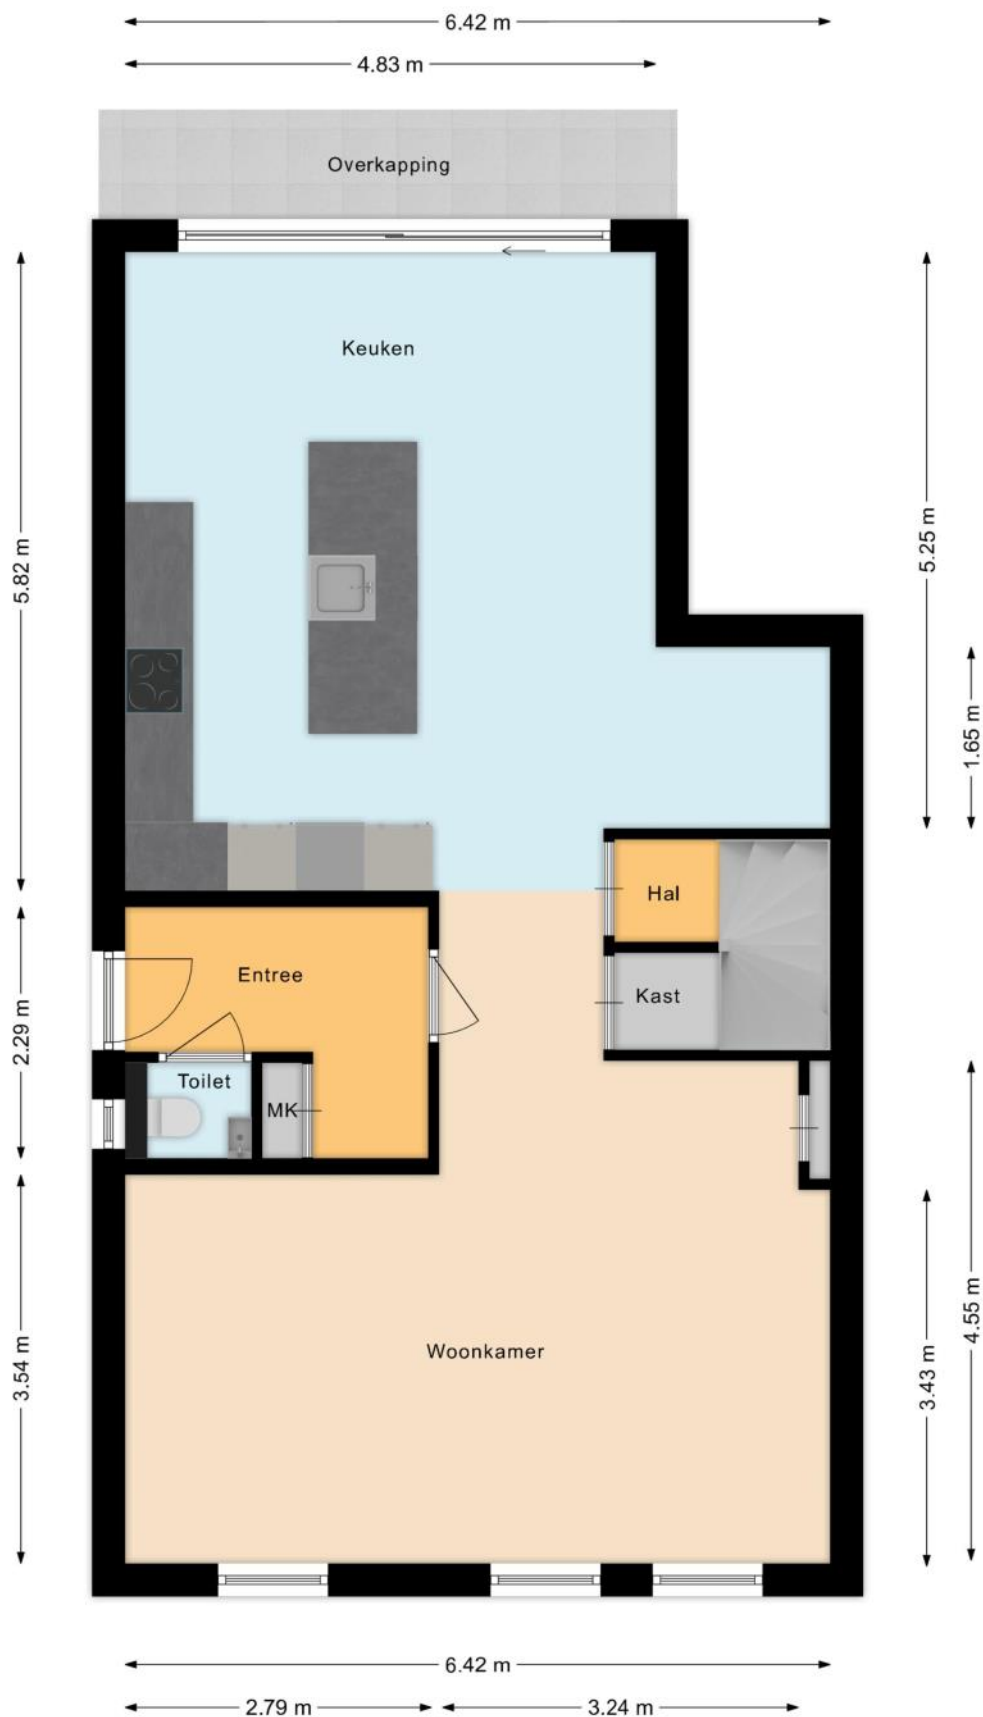 6.42 m
4.83 m
Overkapping
Keuken
5.82 m
5.25 m
1.65 m
Hal
Entree
Kast
2.29 m
Toilet
MK
Woonkamer
3.54 m
3.43 m
4.55 m
6.42 m
2.79 m
3.24 m